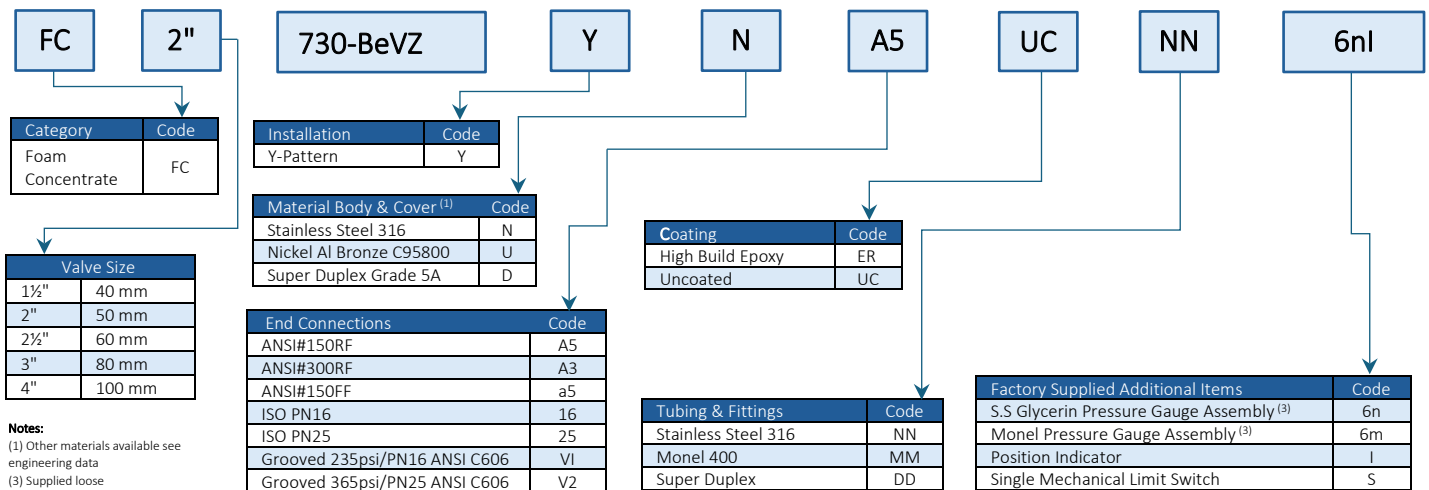 FC 2" 730-BeVZ Y N A5 UC NN 6nI
Category Code
Foam
Concentrate FC
Valve Size
1½" 40 mm
2" 50 mm
2½" 60 mm
3" 80 mm
4" 100 mm
Notes:
(1) Other materials available see
engineering data
(3) Supplied loose
Installation Code
Y-Pattern Y
Material Body & Cover (1) Code
Stainless Steel 316 N
Nickel Al Bronze C95800 U
Super Duplex Grade 5A D
End Connections Code
ANSI#150RF A5
ANSI#300RF A3
ANSI#150FF a5
ISO PN16 16
ISO PN25 25
Grooved 235psi/PN16 ANSI C606 VI
Grooved 365psi/PN25 ANSI C606 V2
Coating Code
High Build Epoxy ER
Uncoated UC
Tubing & Fittings Code
Stainless Steel 316 NN
Monel 400 MM
Super Duplex DD
Factory Supplied Additional Items Code
S.S Glycerin Pressure Gauge Assembly (3) 6n
Monel Pressure Gauge Assembly (3) 6m
Position Indicator I
Single Mechanical Limit Switch S